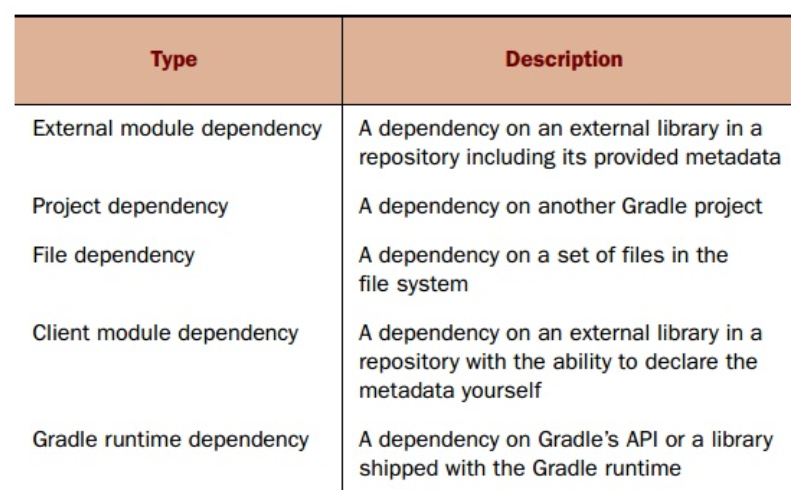 Type
Description
External module dependency
A dependency on an external library in a
repository including its provided metadata
Project dependency
A dependency on another Gradle project
File dependency
A dependency on a set of files in the
file system
Client module dependency
A dependency on an external library in a
repository with the ability to declare the
metadata yourself
Gradle runtime dependency
A dependency on Gradle's API or a library
shipped with the Gradle runtime